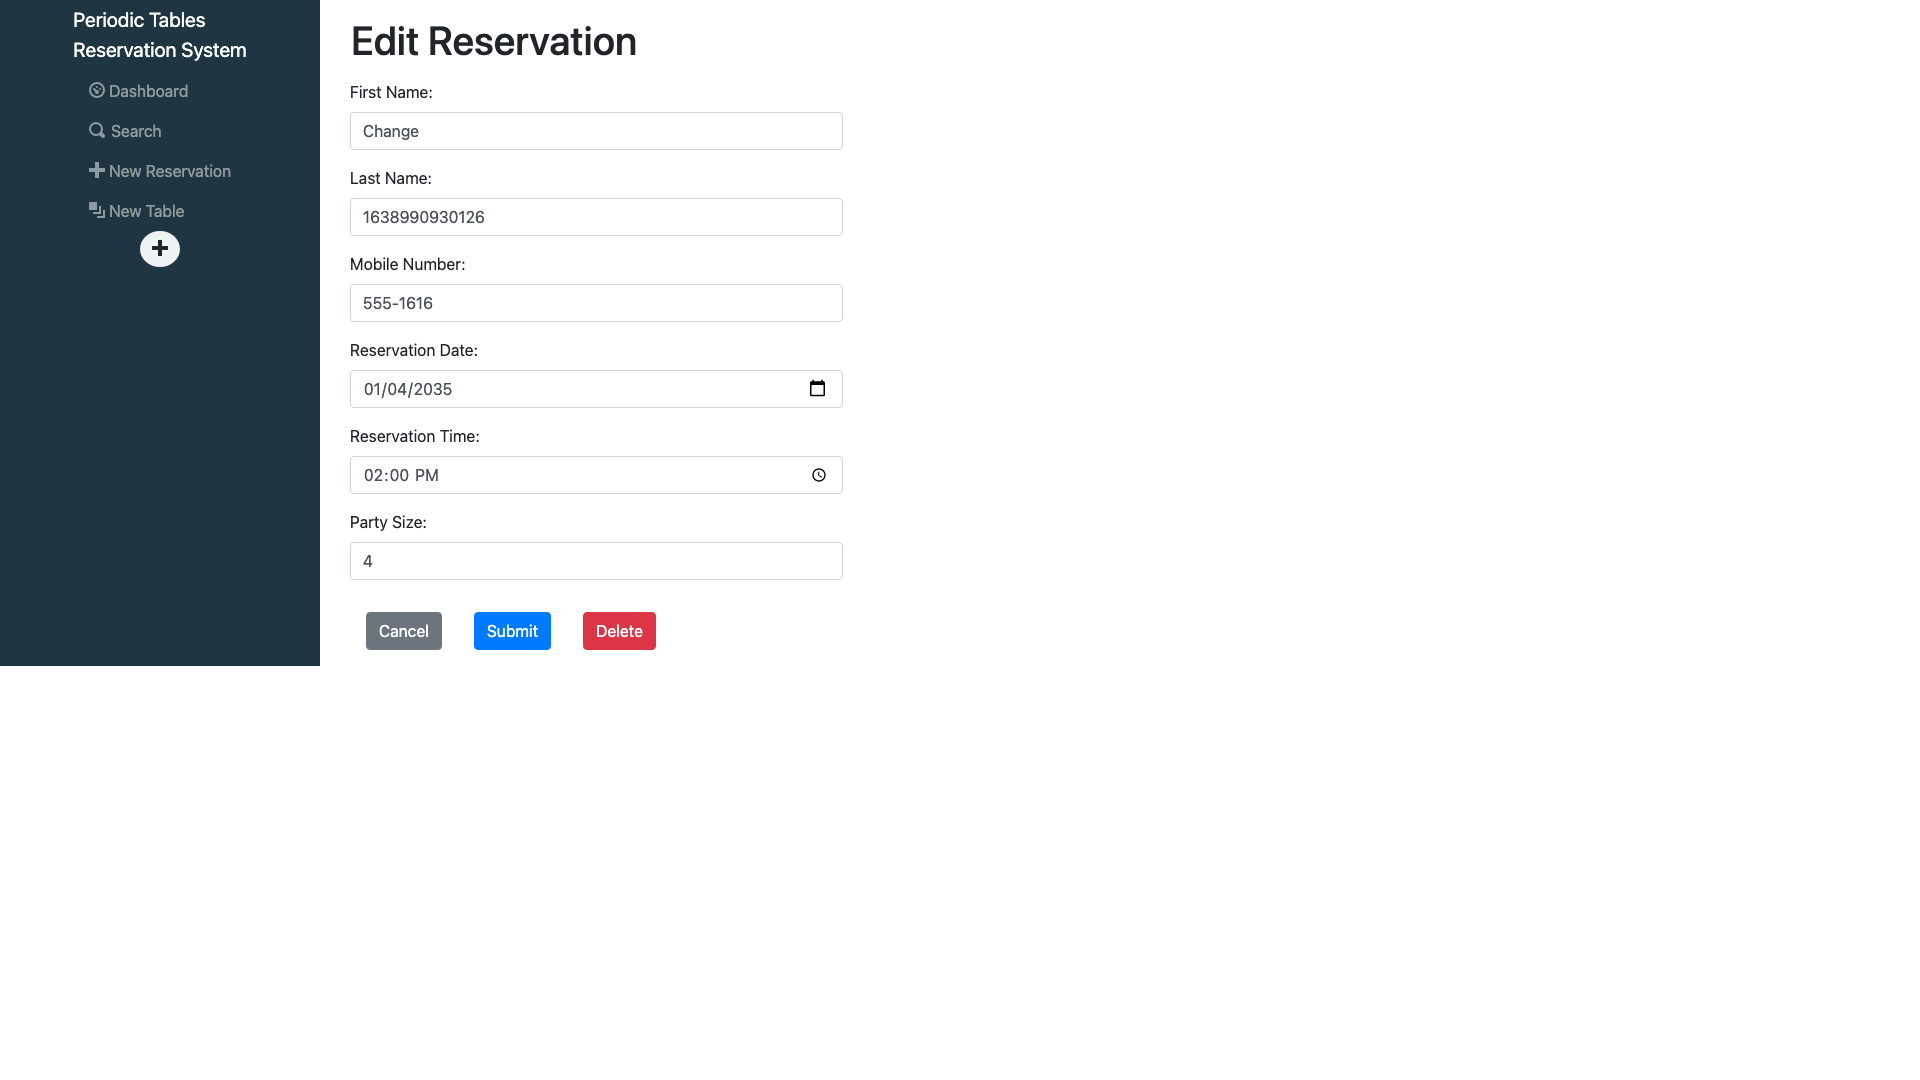 Periodic Tables
Reservation System
Dashboard
Search
New Reservation
New Table
Edit Reservation
First Name:
Change
Last Name:
1638990930126
Mobile Number:
555-1616
Reservation Date:
01/04/2035
Reservation Time:
02:00 PM
Party Size:
4
Cancel Submit Delete